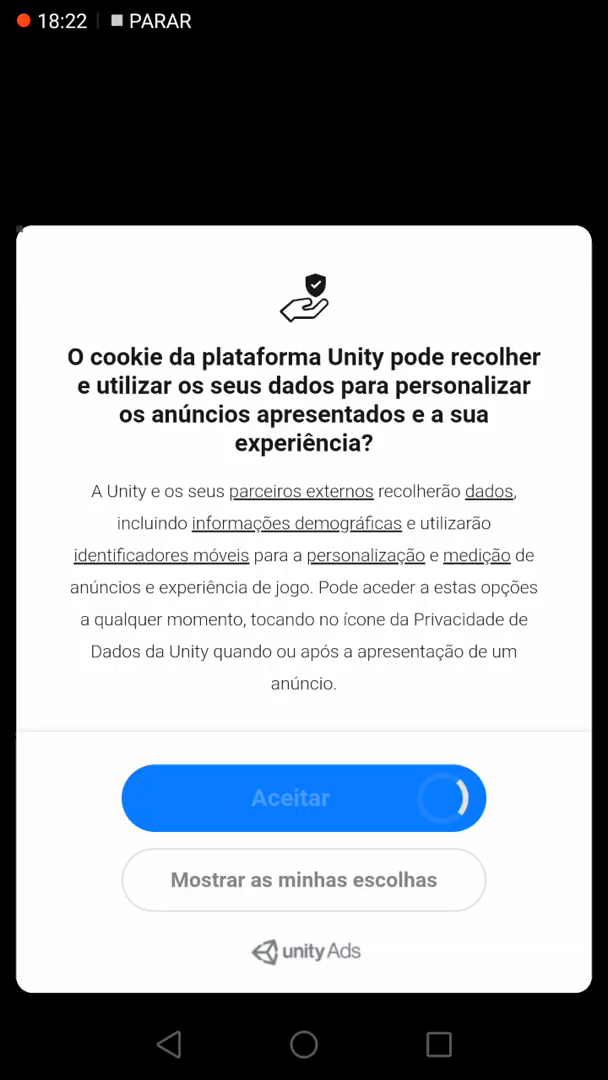 18:22 PARAR
O cookie da plataforma Unity pode recolher
e utilizar os seus dados para personalizar
os anúncios apresentados e a sua
experiência?
A Unity e os seus parceiros externos recolherão dados,
incluindo informações demográficas e utilizarão
identificadores móveis para a personalização e medição de
anúncios e experiência de jogo. Pode aceder a estas opções
a qualquer momento, tocando no ícone da Privacidade de
Dados da Unity quando ou após a apresentação de um
anúncio.
Aceitar
Mostrar as minhas escolhas
unity Ads